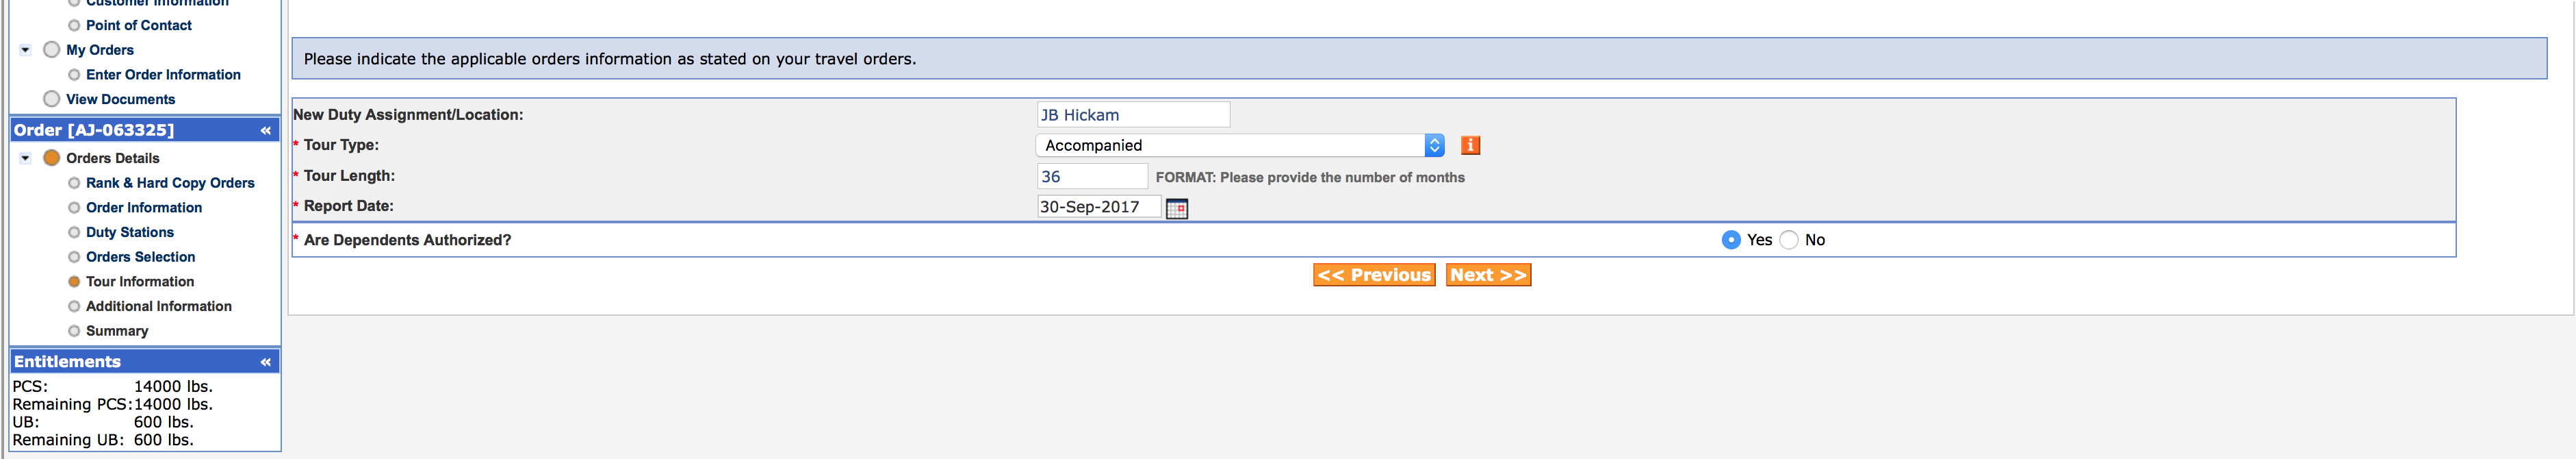 Customer Information
Point of Contact
My Orders
Enter Order Information
View Documents
Order [AJ-063325] «
Orders Details
Rank & Hard Copy Orders
Order Information
Duty Stations
Orders Selection
Tour Information
Additional Information
Summary
Entitlements «
PCS: 14000 lbs.
Remaining PCS: 14000 lbs.
UB: 600 lbs.
Remaining UB: 600 lbs.
Please indicate the applicable orders information as stated on your travel orders.
New Duty Assignment/Location: JB Hickam
* Tour Type: Accompanied i
* Tour Length: 36 FORMAT: Please provide the number of months
* Report Date: 30-Sep-2017
* Are Dependents Authorized? Yes No
<< Previous Next >>